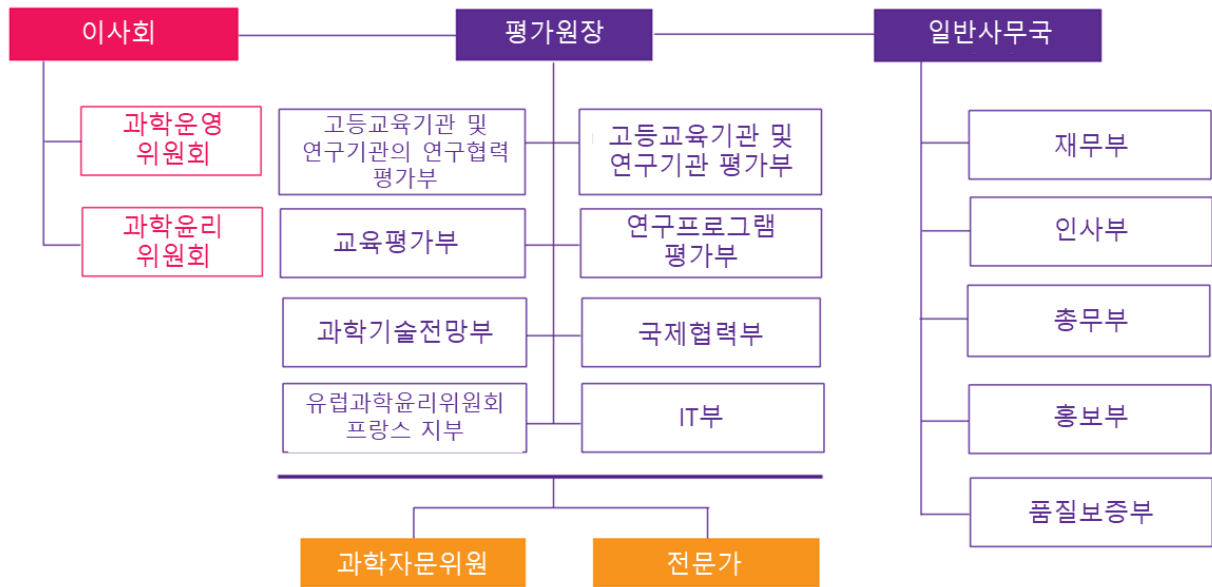 이사회
평가원장
일반사무국
과학운영
위원회
과학윤리
위원회
고등교육기관 및
연구기관의 연구협력
평가부
고등교육기관 및
연구기관 평가부
교육평가부
연구프로그램
평가부
과학기술전망부
국제협력부
유럽과학윤리위원회
프랑스 지부
IT부
과학자문위원
전문가
재무부
인사부
총무부
홍보부
품질보증부